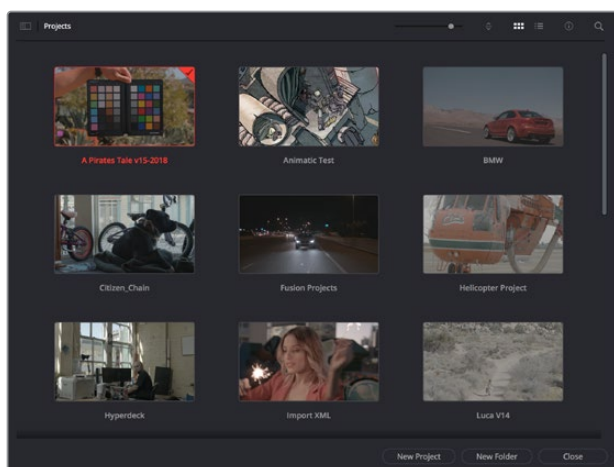 Projects
A Pirates Tale v15-2018
Animatic Test
BMW
Citizen_Chain
Fusion Projects
Helicopter Project
Hyperdeck
Import XML
Luca V14
New Project
New Folder
Close